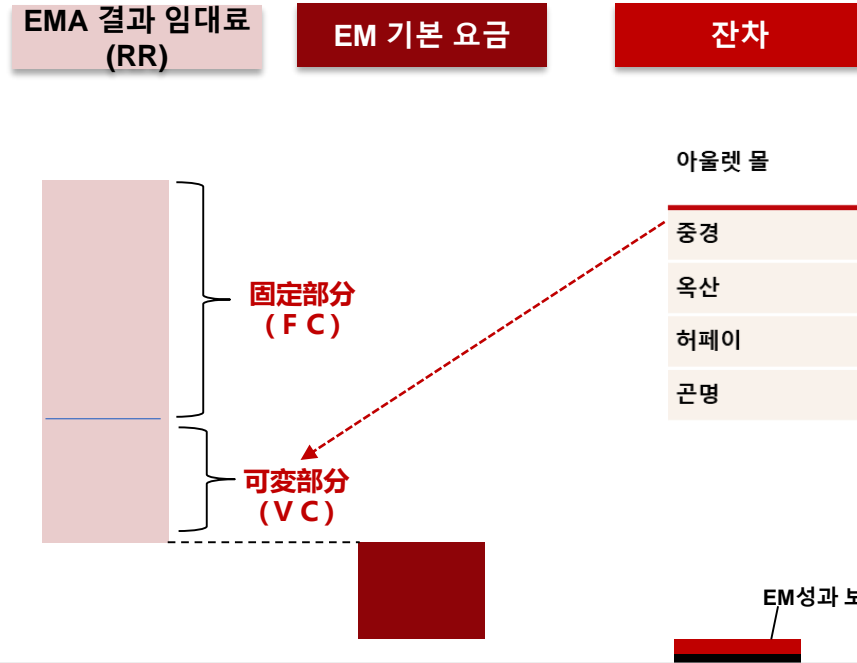 EMA 결과 임대료
(RR)
EM 기본 요금
잔차
아울렛 몰
중경
옥산
허페이
곤명
固定部分
(ＦＣ)
可変部分
(ＶＣ)
EM성과